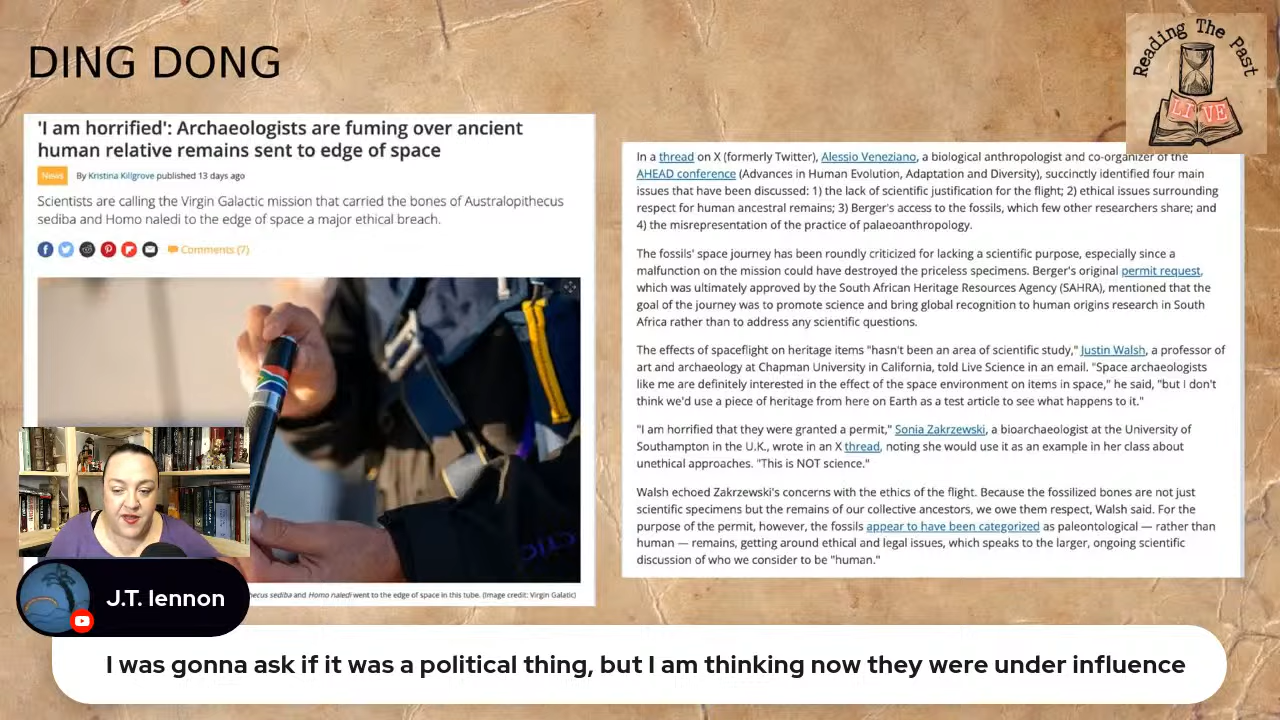 DING DONG
Reading The Past
LIVE
'I am horrified': Archaeologists are fuming over ancient
human relative remains sent to edge of space
News By Kristina Killgrove published 13 days ago
Scientists are calling the Virgin Galactic mission that carried the bones of Australopithecus
sediba and Homo naledi to the edge of space a major ethical breach.
Comments (7)
ecus sediba and Homo naledi went to the edge of space in this tube. (Image credit: Virgin Galatic)
In a thread on X (formerly Twitter), Alessio Veneziano, a biological anthropologist and co-organizer of the
AHEAD conference (Advances in Human Evolution, Adaptation and Diversity), succinctly identified four main
issues that have been discussed: 1) the lack of scientific justification for the flight; 2) ethical issues surrounding
respect for human ancestral remains; 3) Berger's access to the fossils, which few other researchers share; and
4) the misrepresentation of the practice of palaeoanthropology.
The fossils' space journey has been roundly criticized for lacking a scientific purpose, especially since a
malfunction on the mission could have destroyed the priceless specimens. Berger's original permit request,
which was ultimately approved by the South African Heritage Resources Agency (SAHRA), mentioned that the
goal of the journey was to promote science and bring global recognition to human origins research in South
Africa rather than to address any scientific questions.
The effects of spaceflight on heritage items "hasn't been an area of scientific study," Justin Walsh, a professor of
art and archaeology at Chapman University in California, told Live Science in an email. "Space archaeologists
like me are definitely interested in the effect of the space environment on items in space," he said, "but I don't
think we'd use a piece of heritage from here on Earth as a test article to see what happens to it."
"I am horrified that they were granted a permit," Sonia Zakrzewski, a bioarchaeologist at the University of
Southampton in the U.K., wrote in an X thread, noting she would use it as an example in her class about
unethical approaches. "This is NOT science."
Walsh echoed Zakrzewski's concerns with the ethics of the flight. Because the fossilized bones are not just
scientific specimens but the remains of our collective ancestors, we owe them respect, Walsh said. For the
purpose of the permit, however, the fossils appear to have been categorized as paleontological — rather than
human — remains, getting around ethical and legal issues, which speaks to the larger, ongoing scientific
discussion of who we consider to be "human."
J.T. lennon
I was gonna ask if it was a political thing, but I am thinking now they were under influence